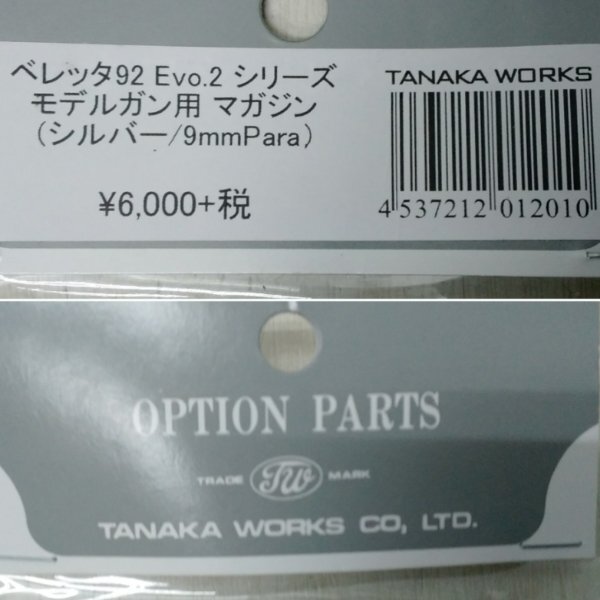 ベレッタ92 Evo.2 シリーズ
モデルガン用 マガジン
(シルバー/9mmPara)
¥6,000+税
TANAKA WORKS
4 537212 012010
OPTION PARTS
TRADE TW MARK
TANAKA WORKS CO, LTD.